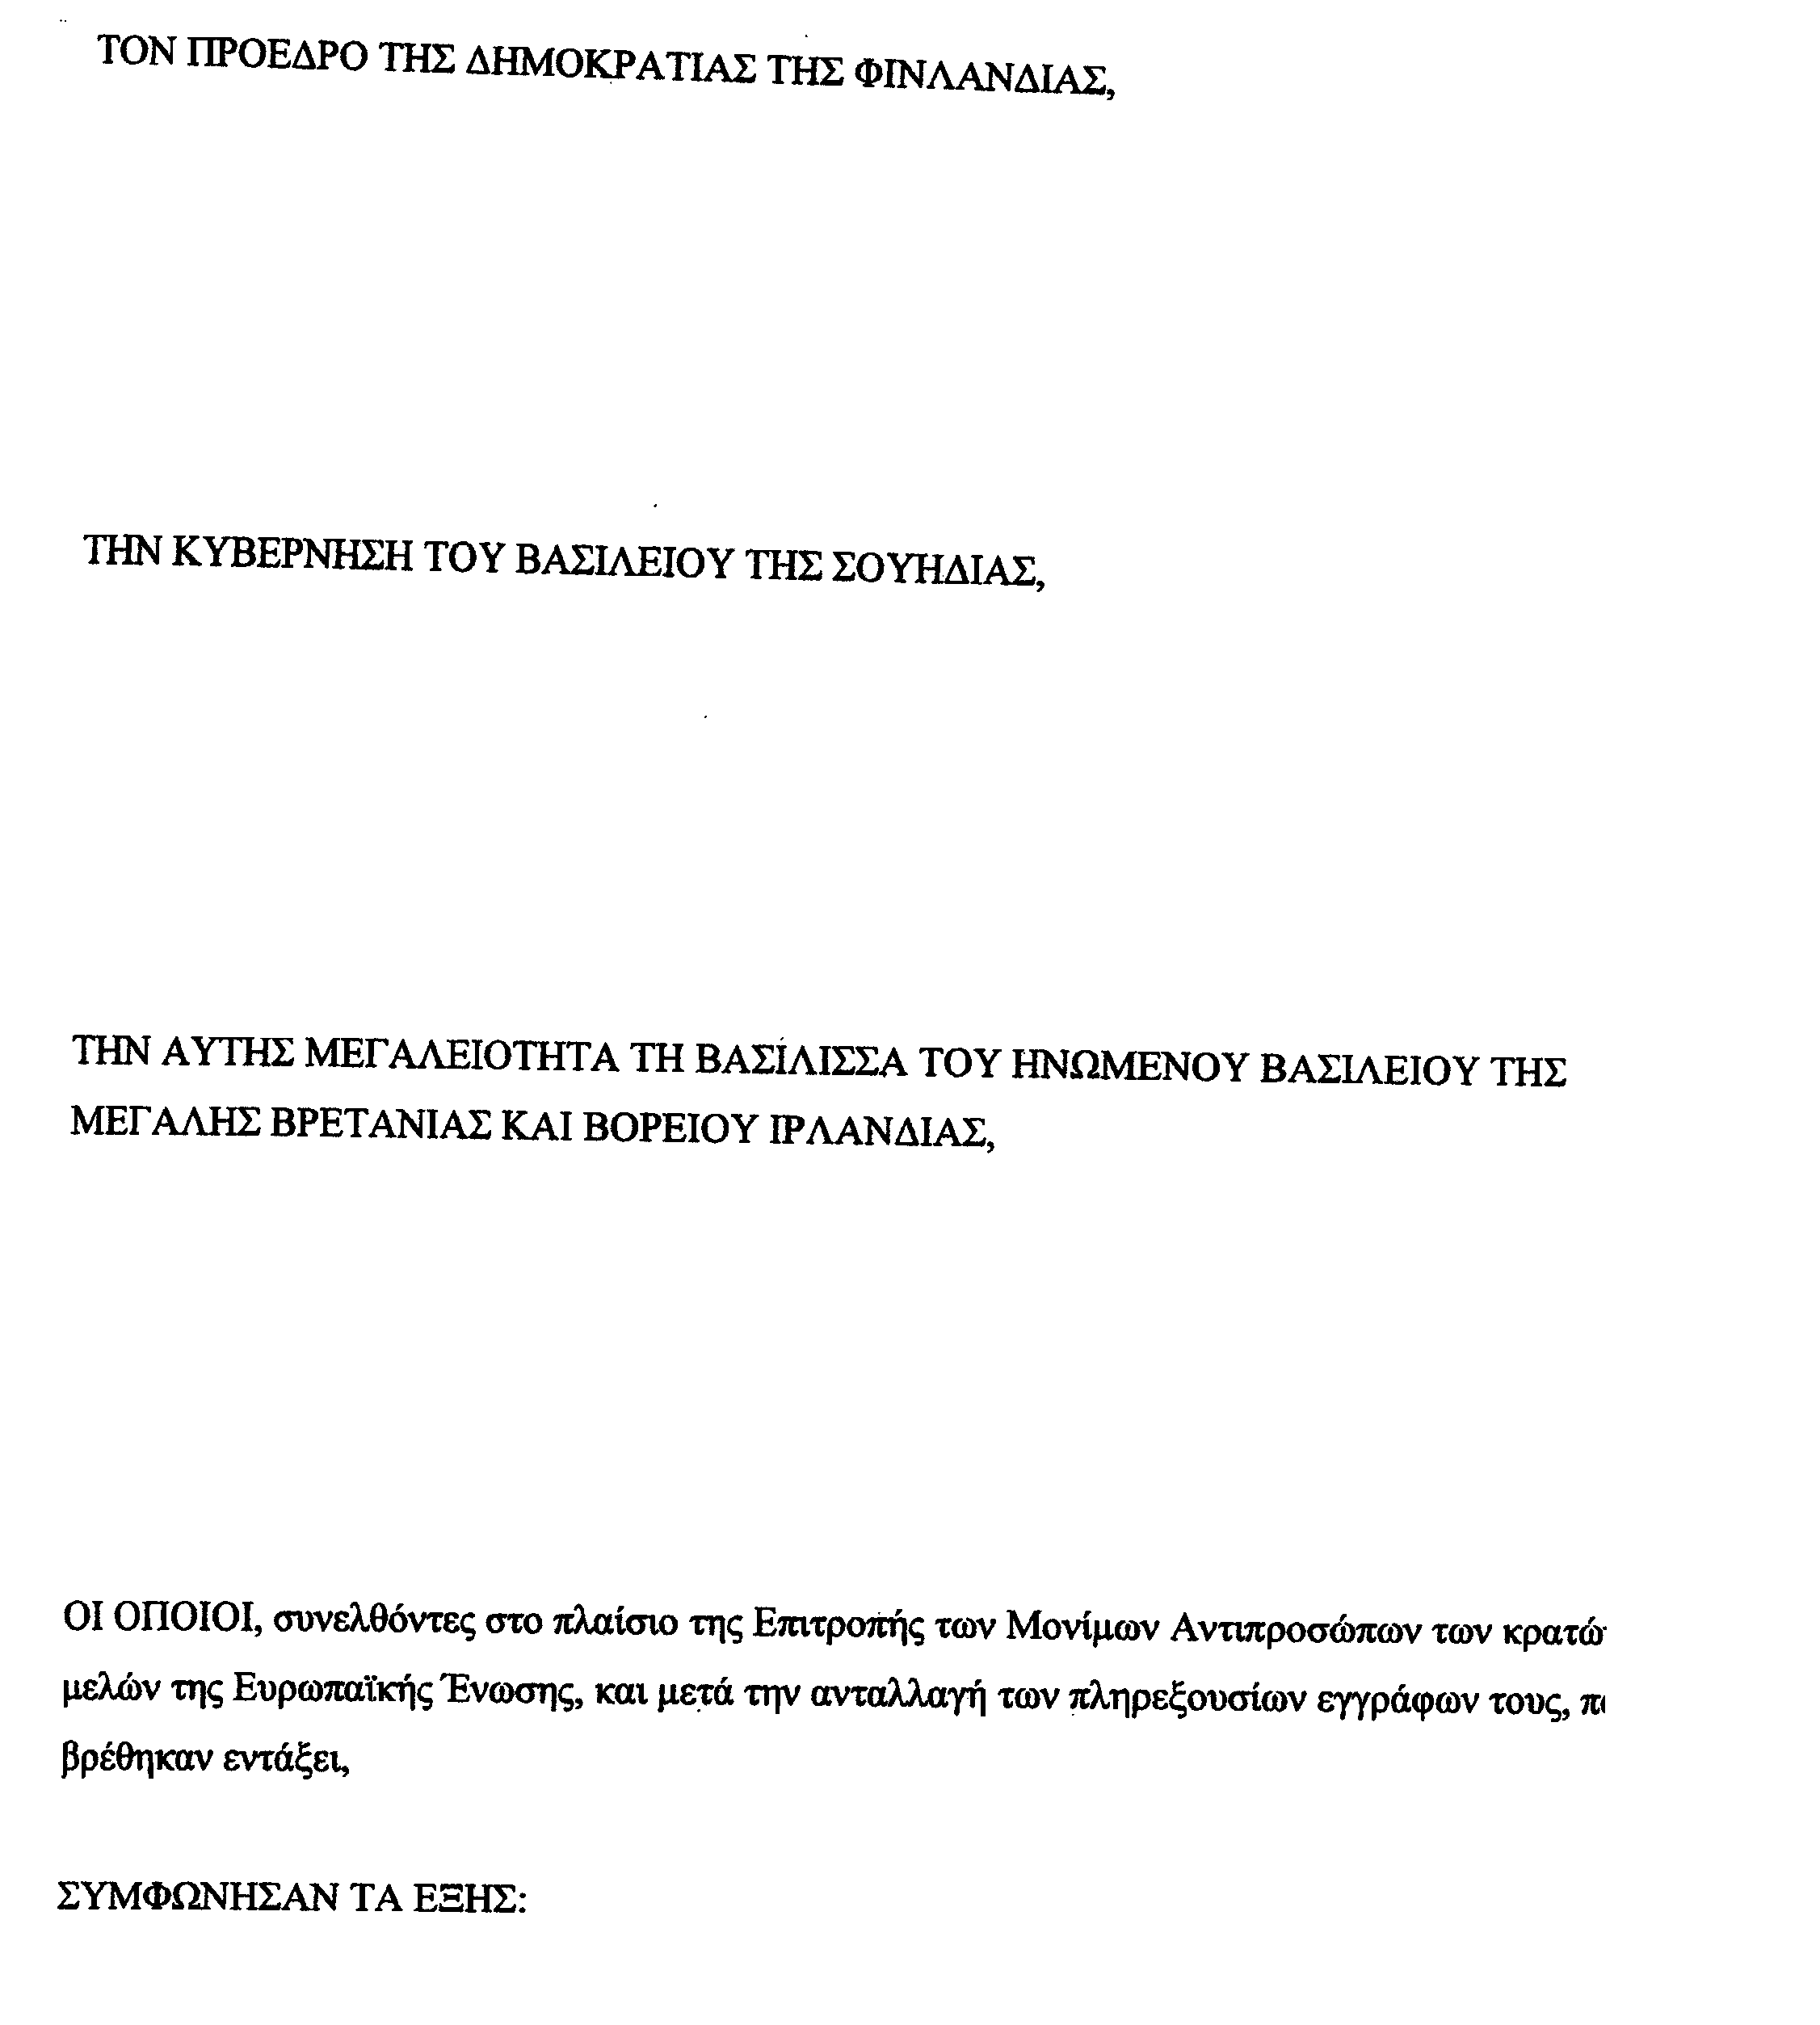 ΤΟΝ ΠΡΟΕΔΡΟ ΤΗΣ ΔΗΜΟΚΡΑΤΙΑΣ ΤΗΣ ΦΙΝΛΑΝΔΙΑΣ,
ΤΗΝ ΚΥΒΕΡΝΗΣΗ ΤΟΥ ΒΑΣΙΛΕΙΟΥ ΤΗΣ ΣΟΥΗΔΙΑΣ,
ΤΗΝ ΑΥΤΗΣ ΜΕΓΑΛΕΙΟΤΗΤΑ ΤΗ ΒΑΣΙΛΙΣΣΑ ΤΟΥ ΗΝΩΜΕΝΟΥ ΒΑΣΙΛΕΙΟΥ ΤΗΣ
ΜΕΓΑΛΗΣ ΒΡΕΤΑΝΙΑΣ ΚΑΙ ΒΟΡΕΙΟΥ ΙΡΛΑΝΔΙΑΣ,
ΟΙ ΟΠΟΙΟΙ, συνελθόντες στο πλαίσιο της Επιτροπής των Μονίμων Αντιπροσώπων των κρατώ
μελών της Ευρωπαϊκής Ένωσης, και μετά την ανταλλαγή των πληρεξουσίων εγγράφων τους,
βρέθηκαν εντάξει,
ΣΥΜΦΩΝΗΣΑΝ ΤΑ ΕΞΗΣ: